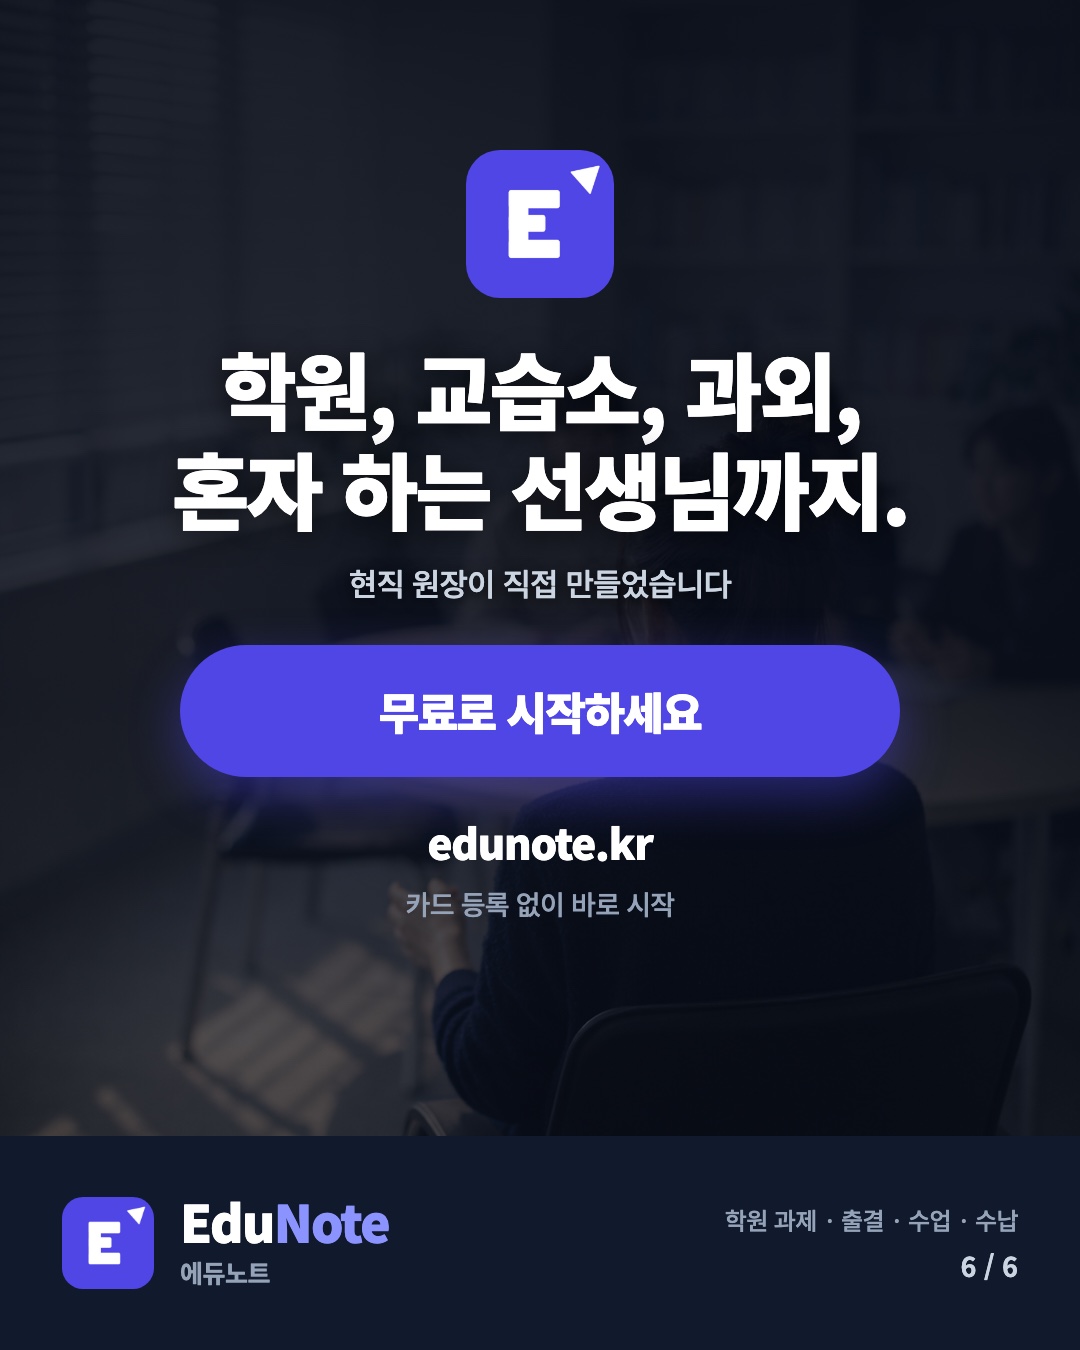 E
학원, 교습소, 과외,
혼자 하는 선생님까지.
현직 원장이 직접 만들었습니다
무료로 시작하세요
edunote.kr
카드 등록 없이 바로 시작
E
EduNote
에듀노트
학원 과제 · 출결 · 수업 · 수납
6 / 6